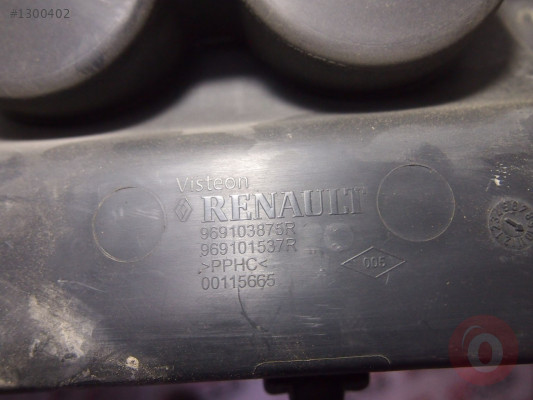 #1300402
Visteon
RENAULT
969103875R
969101537R
>PPHC<
00115665
005